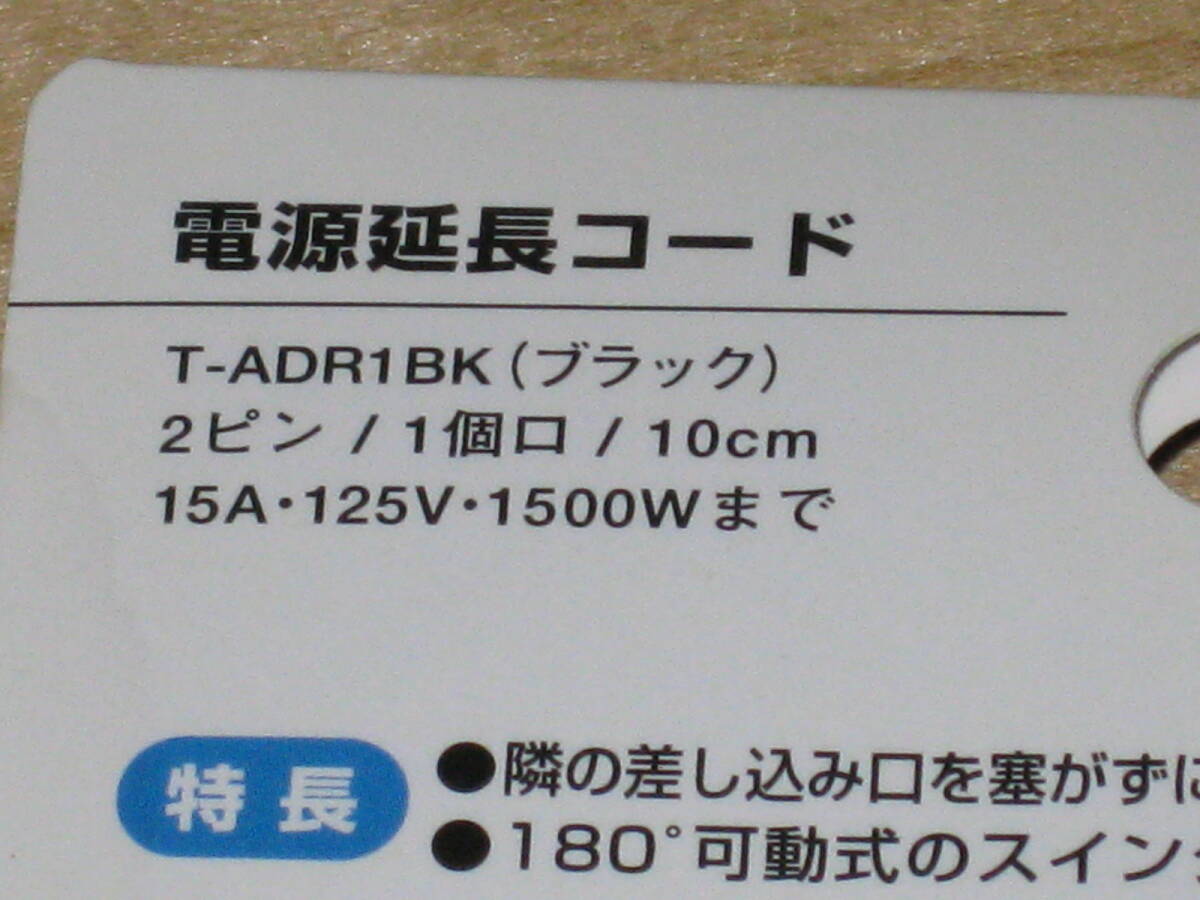 電源延長コード
T-ADR1BK(ブラック)
2ピン / 1個口 / 10cm
15A・125V・1500Wまで
特長
●隣の差し込み口を塞がずに
●180°可動式のスイン